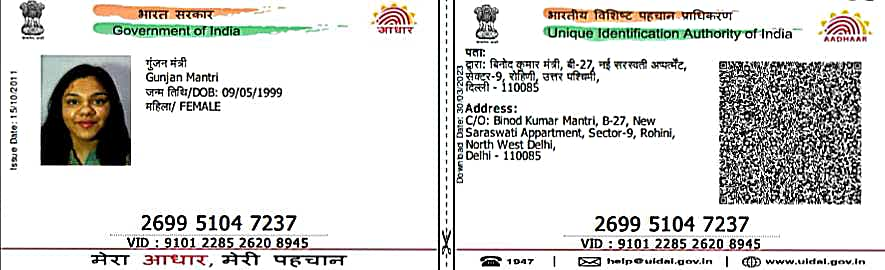 भारत सरकार
Government of India
आधार
Issue Date: 15/10/2011
गुंजन मंत्री
Gunjan Mantri
जन्म तिथि/DOB: 09/05/1999
महिला/ FEMALE
2699 5104 7237
VID : 9101 2285 2620 8945
मेरा आधार, मेरी पहचान
भारतीय विशिष्ट पहचान प्राधिकरण
Unique Identification Authority of India
AADHAAR
Download Date: 30/03/2023
पता:
द्वारा: बिनोद कुमार मंत्री, बी-27, नई सरस्वती अप्पार्त्मेंट,
सेक्टर-9, रोहिणी, उत्तर पश्चिमी,
दिल्ली - 110085
Address:
C/O: Binod Kumar Mantri, B-27, New
Saraswati Appartment, Sector-9, Rohini,
North West Delhi,
Delhi - 110085
2699 5104 7237
VID : 9101 2285 2620 8945
1947 | help@uidai.gov.in | www.uidai.gov.in